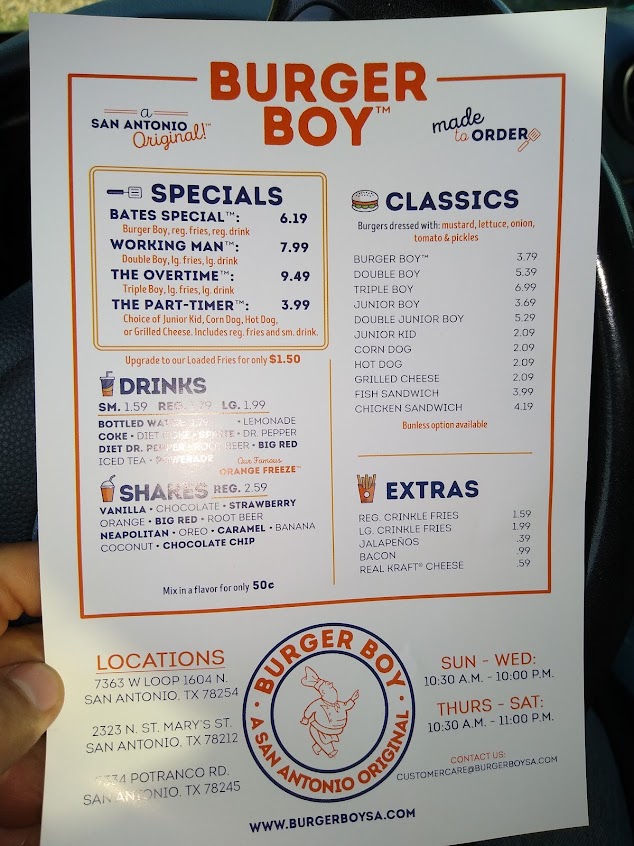 BURGER
BOY™
a
SAN ANTONIO
Original!™
made
to ORDER
SPECIALS
BATES SPECIAL™: 6.19
Burger Boy, reg. fries, reg. drink
WORKING MAN™: 7.99
Double Boy, lg. fries, lg. drink
THE OVERTIME™: 9.49
Triple Boy, lg. fries, lg. drink
THE PART-TIMER™: 3.99
Choice of Junior Kid, Corn Dog, Hot Dog,
or Grilled Cheese. Includes reg. fries and sm. drink.
Upgrade to our Loaded Fries for only $1.50
DRINKS
SM. 1.59 REG. LG. 1.99
BOTTLED • LEMONADE
COKE • DIET • DR. PEPPER
DIET DR. PEPPER • ROOT BEER • BIG RED
ICED TEA • POWERADE
Our Famous
ORANGE FREEZE™
SHAKES REG. 2.59
VANILLA • CHOCOLATE • STRAWBERRY
ORANGE • BIG RED • ROOT BEER
NEAPOLITAN • OREO • CARAMEL • BANANA
COCONUT • CHOCOLATE CHIP
Mix in a flavor for only 50¢
CLASSICS
Burgers dressed with: mustard, lettuce, onion,
tomato & pickles
BURGER BOY™ 3.79
DOUBLE BOY 5.39
TRIPLE BOY 6.99
JUNIOR BOY 3.69
DOUBLE JUNIOR BOY 5.29
JUNIOR KID 2.09
CORN DOG 2.09
HOT DOG 2.09
GRILLED CHEESE 2.09
FISH SANDWICH 3.99
CHICKEN SANDWICH 4.19
Bunless option available
EXTRAS
REG. CRINKLE FRIES 1.59
LG. CRINKLE FRIES 1.99
JALAPEÑOS .39
BACON .99
REAL KRAFT® CHEESE .59
LOCATIONS
7363 W LOOP 1604 N.
SAN ANTONIO, TX 78254
2323 N. ST. MARY'S ST.
SAN ANTONIO, TX 78212
POTRANCO RD.
SAN ANTONIO, TX 78245
BURGER BOY
A SAN ANTONIO ORIGINAL
WWW.BURGERBOYSA.COM
SUN - WED:
10:30 A.M. - 10:00 P.M.
THURS - SAT:
10:30 A.M. - 11:00 P.M.
CONTACT US:
CUSTOMERCARE@BURGERBOYSA.COM